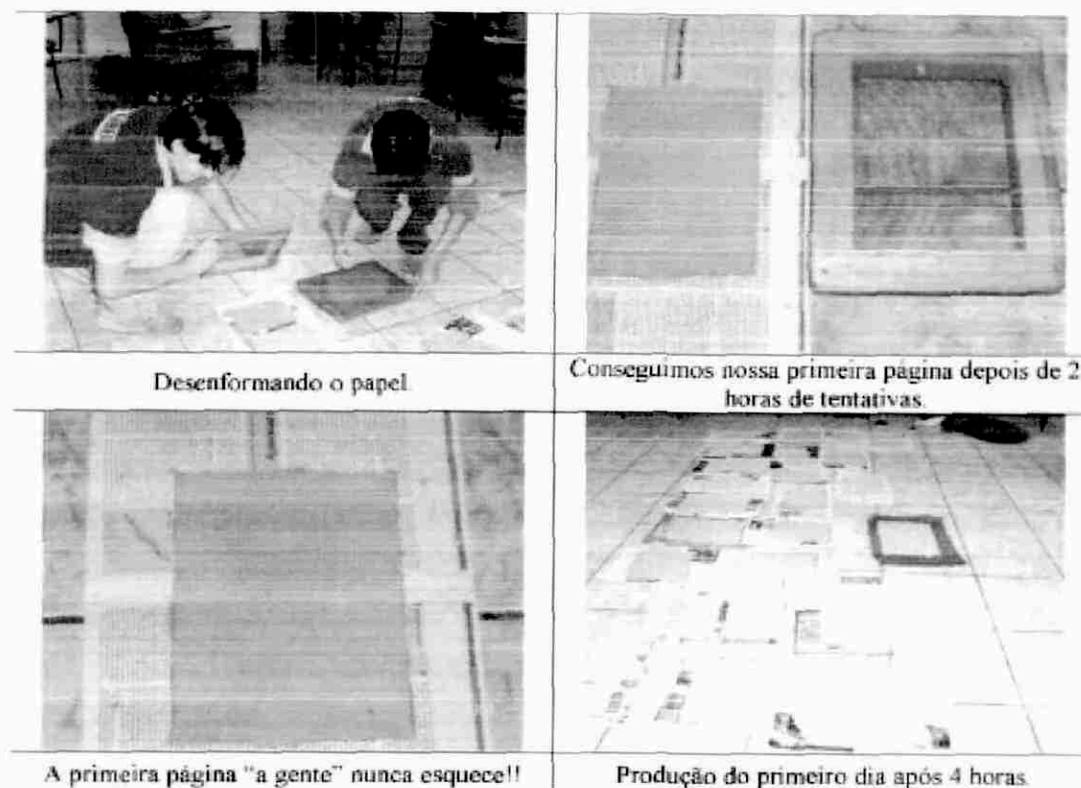 Desenformando o papel.
Conseguimos nossa primeira página depois de 2
horas de tentativas.
A primeira página "a gente" nunca esquece!!
Produção do primeiro dia após 4 horas.